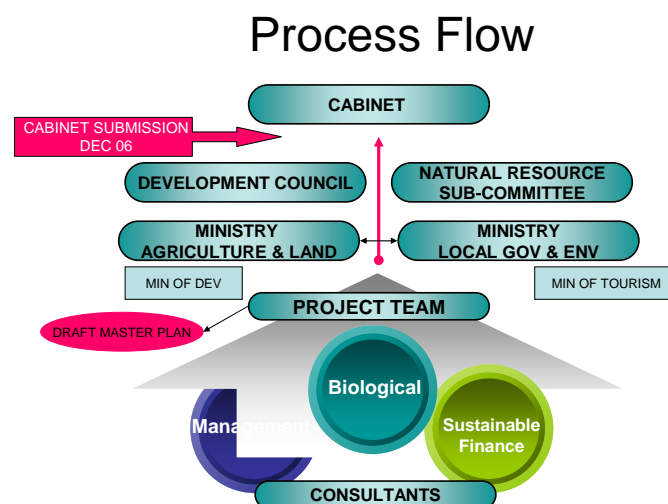 Process Flow
CABINET
CABINET SUBMISSION
DEC 06
DEVELOPMENT COUNCIL
NATURAL RESOURCE
SUB-COMMITTEE
MINISTRY
AGRICULTURE & LAND
MINISTRY
LOCAL GOV & ENV
MIN OF DEV
MIN OF TOURISM
PROJECT TEAM
DRAFT MASTER PLAN
Biological
Management
Sustainable
Finance
CONSULTANTS